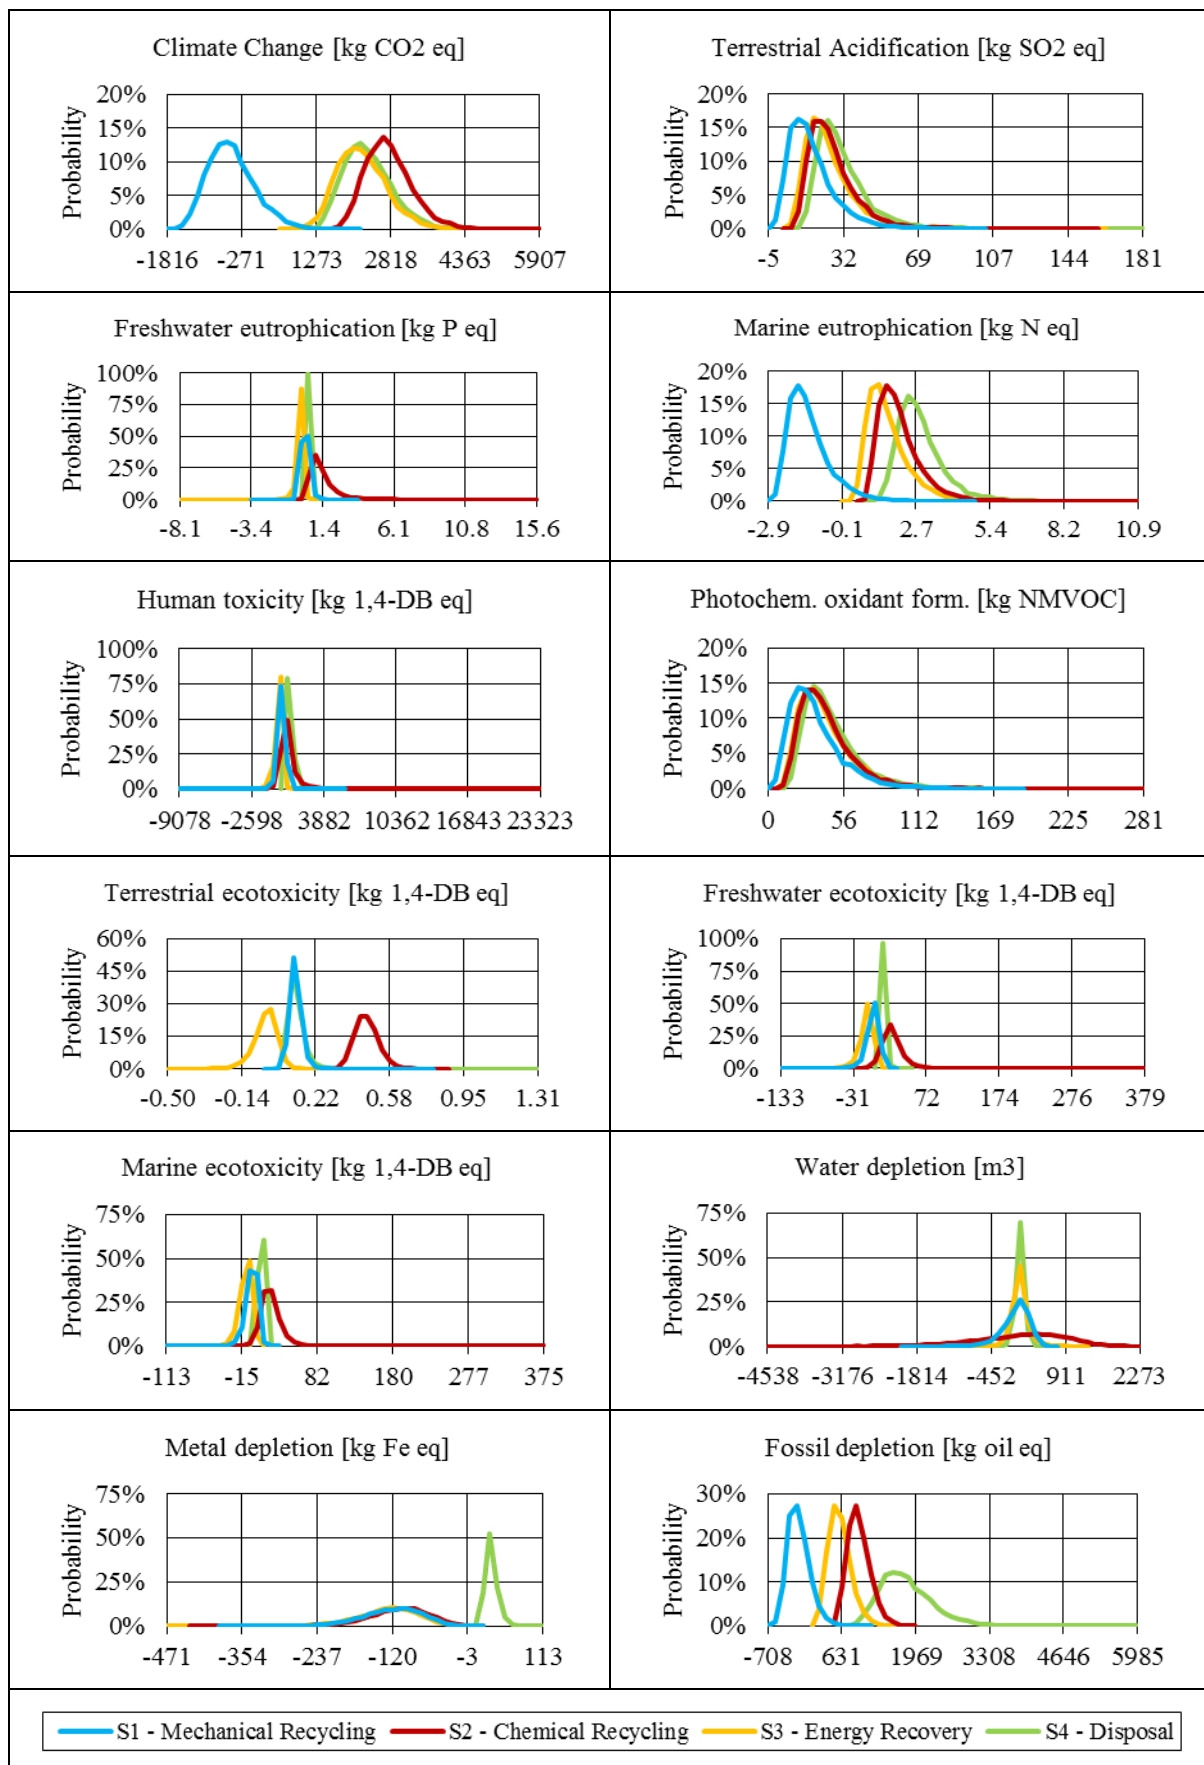 Climate Change [kg CO2 eq]
Probability
20%
15%
10%
5%
0%
-1816 -271 1273 2818 4363 5907
Terrestrial Acidification [kg SO2 eq]
Probability
20%
15%
10%
5%
0%
-5 32 69 107 144 181
Freshwater eutrophication [kg P eq]
Probability
100%
75%
50%
25%
0%
-8.1 -3.4 1.4 6.1 10.8 15.6
Marine eutrophication [kg N eq]
Probability
20%
15%
10%
5%
0%
-2.9 -0.1 2.7 5.4 8.2 10.9
Human toxicity [kg 1,4-DB eq]
Probability
100%
75%
50%
25%
0%
-9078 -2598 3882 10362 16843 23323
Photochem. oxidant form. [kg NMVOC]
Probability
20%
15%
10%
5%
0%
0 56 112 169 225 281
Terrestrial ecotoxicity [kg 1,4-DB eq]
Probability
60%
45%
30%
15%
0%
-0.50 -0.14 0.22 0.58 0.95 1.31
Freshwater ecotoxicity [kg 1,4-DB eq]
Probability
100%
75%
50%
25%
0%
-133 -31 72 174 276 379
Marine ecotoxicity [kg 1,4-DB eq]
Probability
75%
50%
25%
0%
-113 -15 82 180 277 375
Water depletion [m3]
Probability
75%
50%
25%
0%
-4538 -3176 -1814 -452 911 2273
Metal depletion [kg Fe eq]
Probability
75%
50%
25%
0%
-471 -354 -237 -120 -3 113
Fossil depletion [kg oil eq]
Probability
30%
20%
10%
0%
-708 631 1969 3308 4646 5985
S1 - Mechanical Recycling S2 - Chemical Recycling S3 - Energy Recovery S4 - Disposal